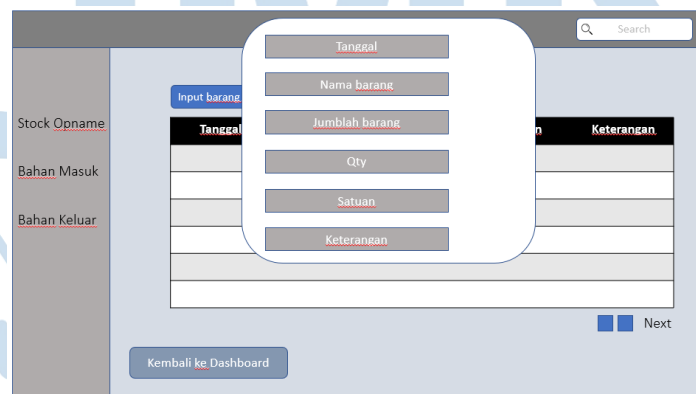 Search
Tanggal
Nama barang
Jumblah barang
Qty
Satuan
Keterangan
Input barang
Stock Opname
Bahan Masuk
Bahan Keluar
Tanggal
Keterangan
Next
Kembali ke Dashboard